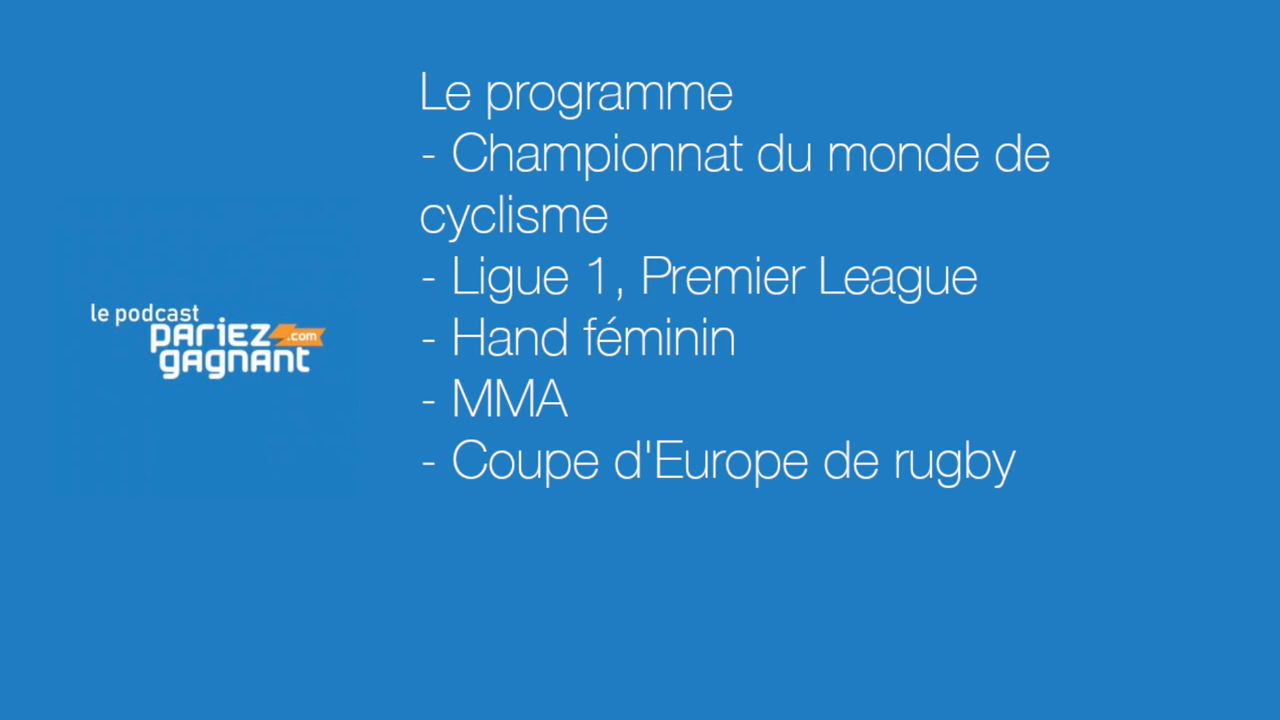 Le programme
- Championnat du monde de
cyclisme
- Ligue 1, Premier League
- Hand féminin
- MMA
- Coupe d'Europe de rugby
le podcast
pariez
.com
gagnant